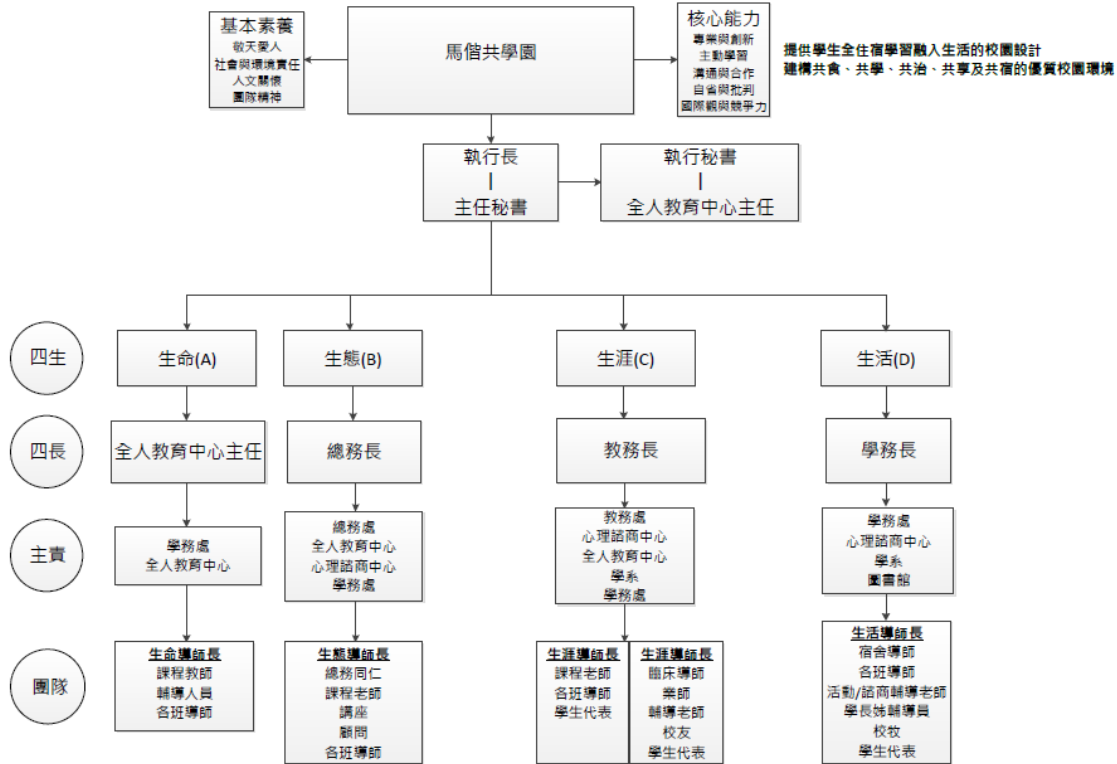 基本素養
敬天愛人
社會與環境責任
人文關懷
團隊精神
馬偕共學園
核心能力
專業與創新
主動學習
溝通與合作
自省與批判
國際觀與競爭力
提供學生全住宿學習融入生活的校園設計
建構共食、共學、共治、共享及共宿的優質校園環境
執行長
|
主任秘書
執行秘書
|
全人教育中心主任
四生
生命(A)
生態(B)
生涯(C)
生活(D)
四長
全人教育中心主任
總務長
教務長
學務長
主責
學務處
全人教育中心
總務處
全人教育中心
心理諮商中心
學務處
教務處
心理諮商中心
全人教育中心
學系
學務處
學務處
心理諮商中心
學系
圖書館
團隊
生命導師長
課程教師
輔導人員
各班導師
生態導師長
總務同仁
課程老師
講座
顧問
各班導師
生涯導師長
課程老師
各班導師
學生代表
生涯導師長
臨床導師
業師
輔導老師
校友
學生代表
生活導師長
宿舍導師
各班導師
活動/諮商輔導老師
學長姊輔導員
校牧
學生代表